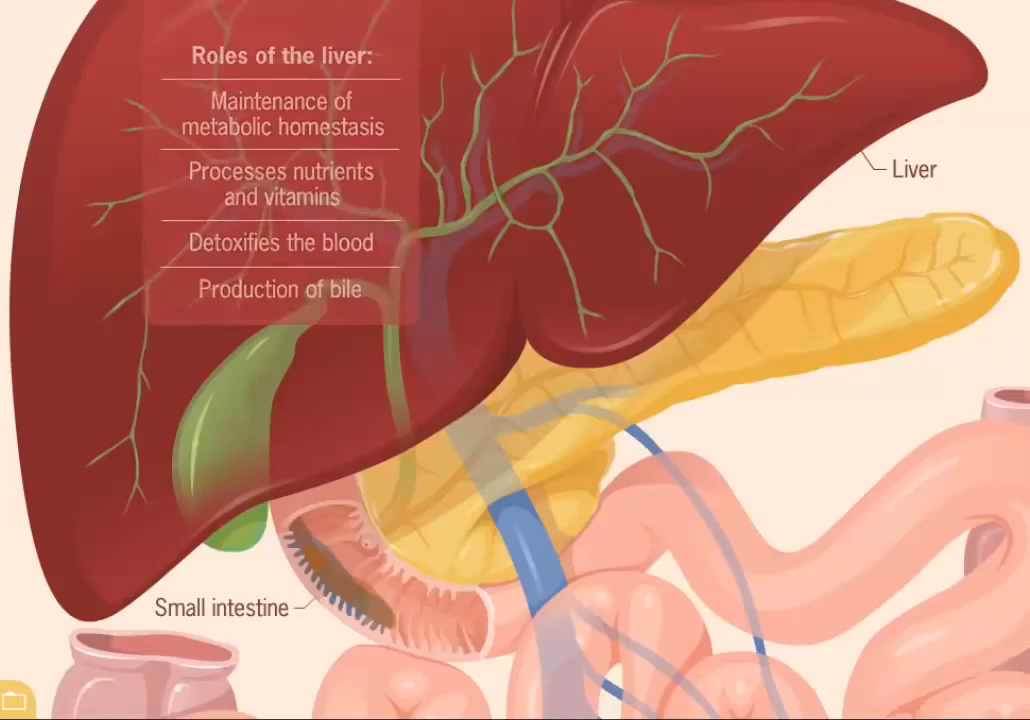 Roles of the liver:
Maintenance of
metabolic homestasis
Processes nutrients
and vitamins
Detoxifies the blood
Production of bile
Liver
Small intestine